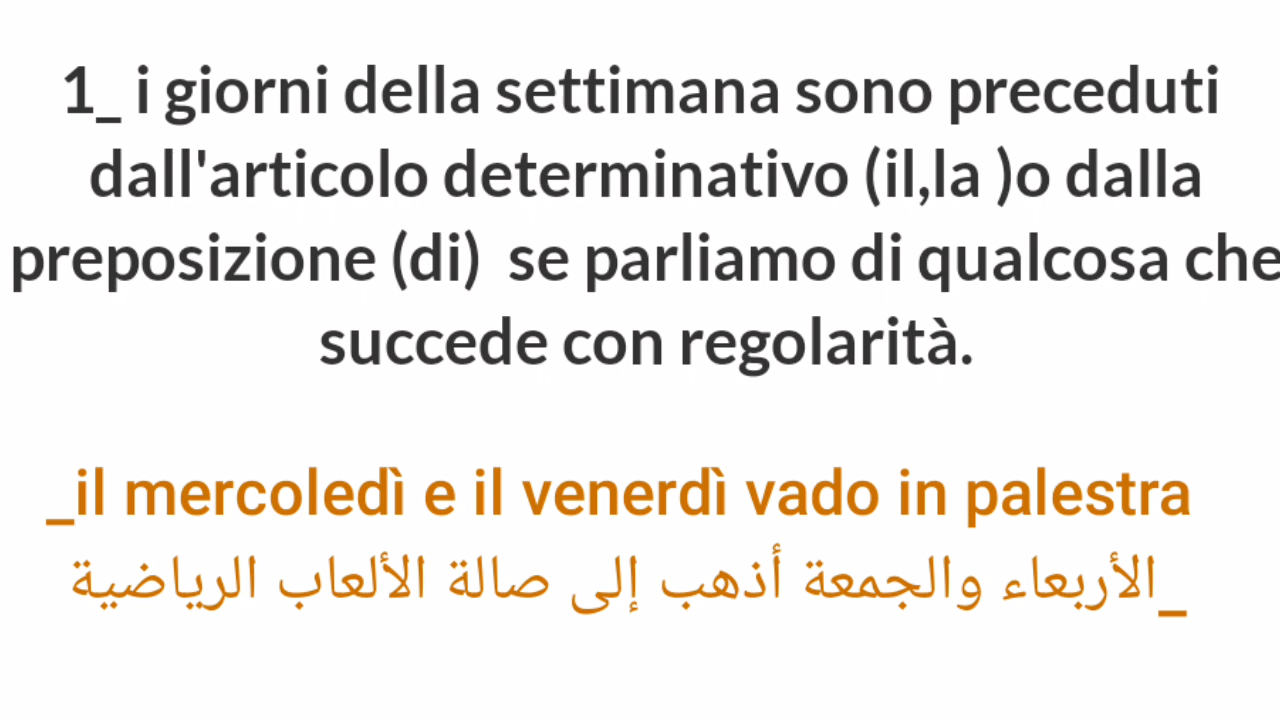 1_ i giorni della settimana sono preceduti
dall'articolo determinativo (il,la )o dalla
preposizione (di)  se parliamo di qualcosa che
succede con regolarità.
_il mercoledì e il venerdì vado in palestra
_الأربعاء والجمعة أذهب إلى صالة الألعاب الرياضية